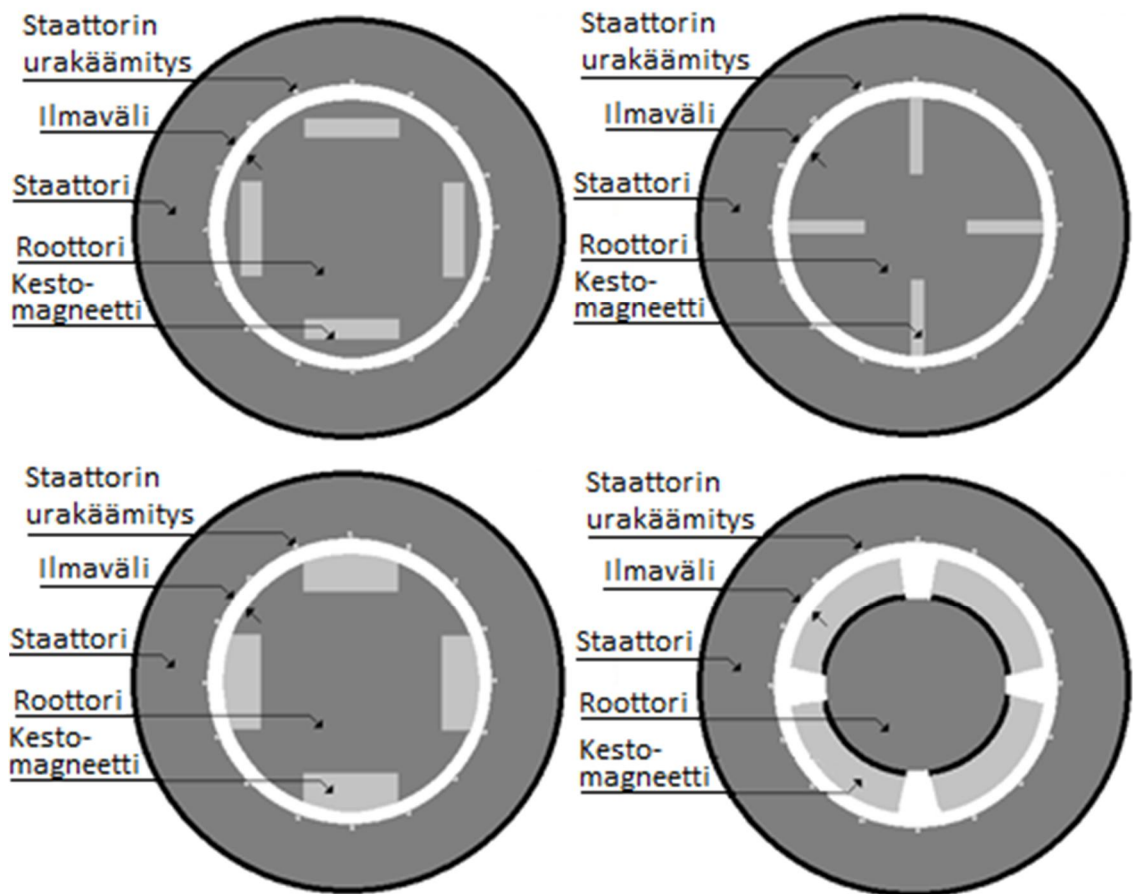 Staattorin
urakäämitys
Ilmaväli
Staattori
Roottori
Kesto-
magneetti
Staattorin
urakäämitys
Ilmaväli
Staattori
Roottori
Kesto-
magneetti
Staattorin
urakäämitys
Ilmaväli
Staattori
Roottori
Kesto-
magneetti
Staattorin
urakäämitys
Ilmaväli
Staattori
Roottori
Kesto-
magneetti